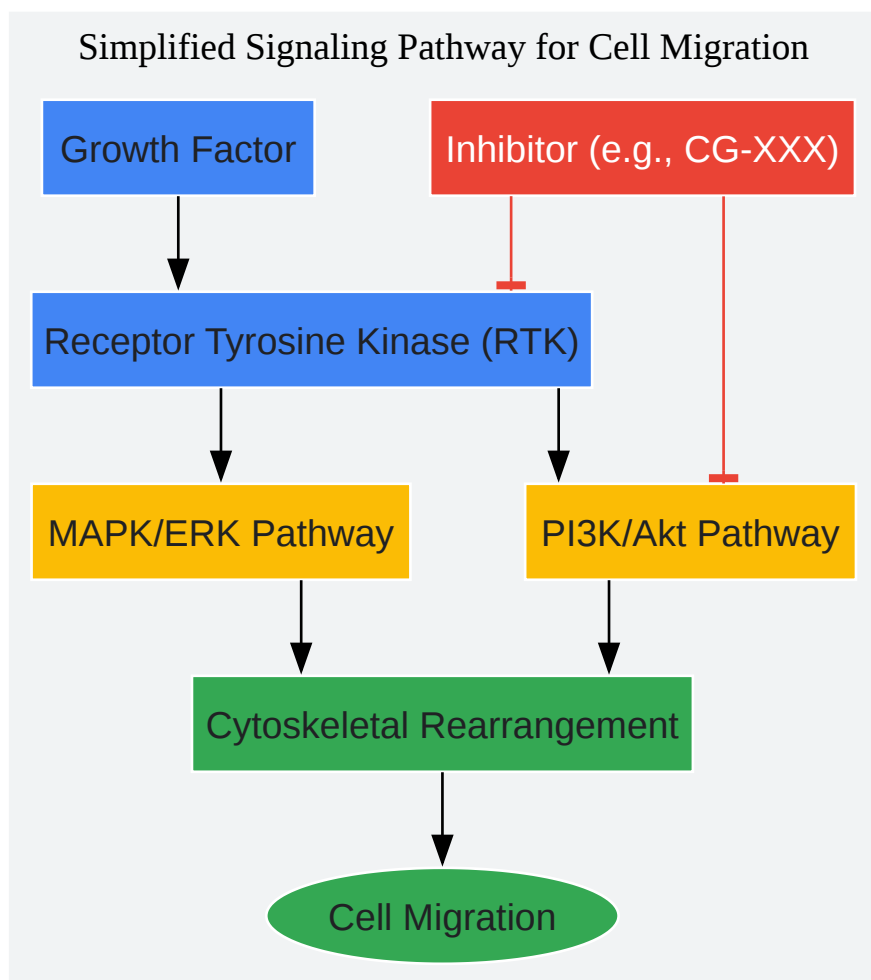 Simplified Signaling Pathway for Cell Migration
Growth Factor
Inhibitor (e.g., CG-XXX)
Receptor Tyrosine Kinase (RTK)
MAPK/ERK Pathway
PI3K/Akt Pathway
Cytoskeletal Rearrangement
Cell Migration